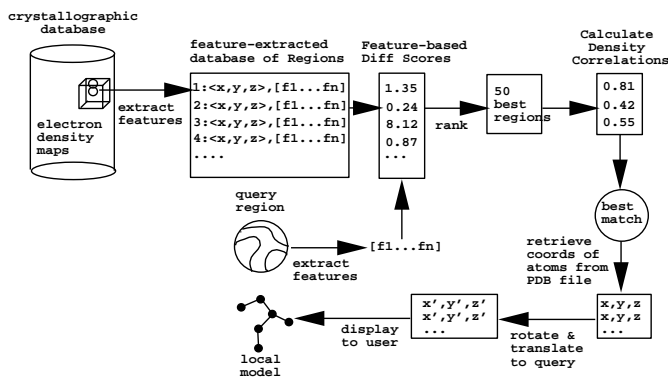 crystallographic
database
electron
density
maps
extract
features
feature-extracted
database of Regions
1:<x,y,z>,[f1...fn]
2:<x,y,z>,[f1...fn]
3:<x,y,z>,[f1...fn]
4:<x,y,z>,[f1...fn]
....
Feature-based
Diff Scores
1.35
0.24
8.12
0.87
...
rank
50
best
regions
Calculate
Density
Correlations
0.81
0.42
0.55
query
region
extract
features
[f1...fn]
best
match
retrieve
coords of
atoms from
PDB file
x,y,z
x,y,z
...
rotate &
translate
to query
x',y',z'
x',y',z'
...
display
to user
local
model